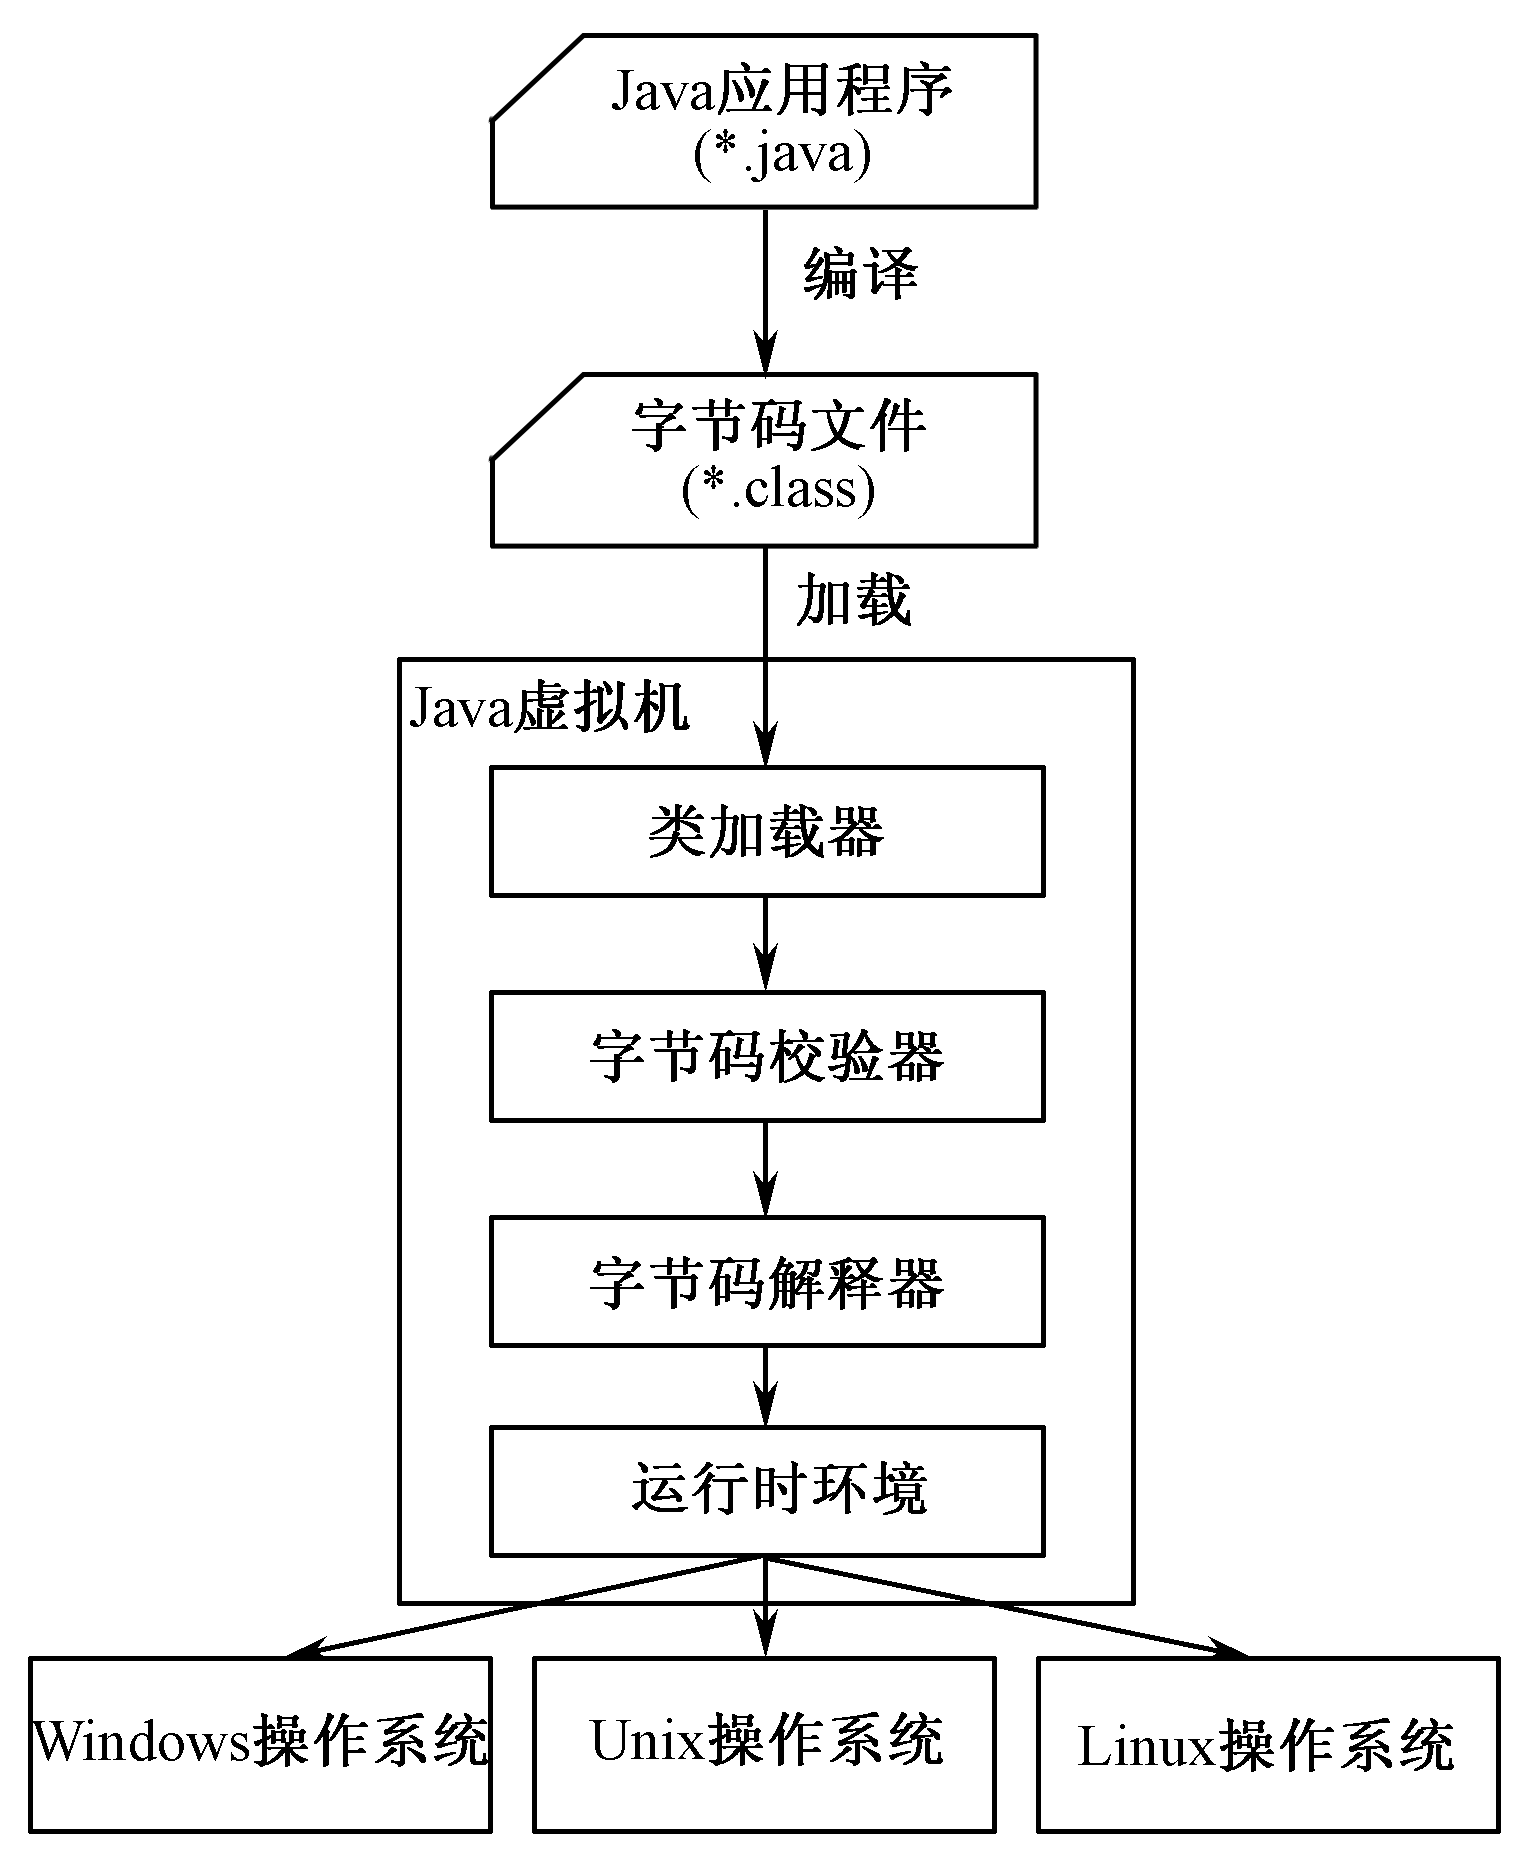 Java应用程序
(*.java)
编译
字节码文件
(*.class)
加载
Java虚拟机
类加载器
字节码校验器
字节码解释器
运行时环境
Windows操作系统
Unix操作系统
Linux操作系统